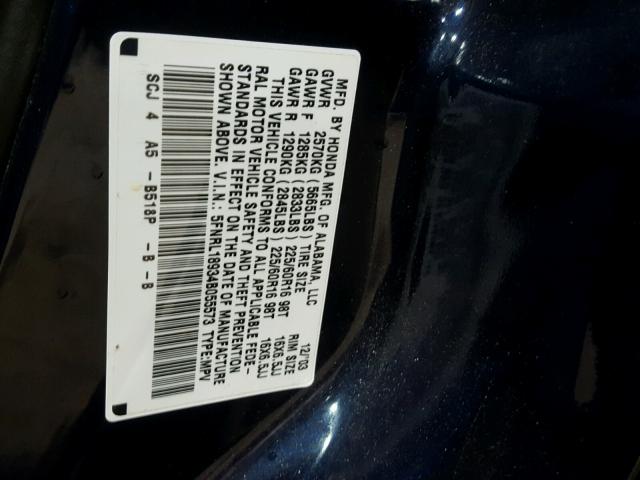 MFD. BY HONDA MFG. OF ALABAMA, LLC 12/'03
GVWR 2570KG (5665LBS) TIRE SIZE RIM SIZE
GAWR F 1285KG (2833LBS) 225/60R16 98T 16X6.5JJ
GAWR R 1290KG (2845LBS) 225/60R16 98T 16X6.5JJ
THIS VEHICLE CONFORMS TO ALL APPLICABLE FEDE-
RAL MOTOR VEHICLE SAFETY AND THEFT PREVENTION
STANDARDS IN EFFECT ON THE DATE OF MANUFACTURE
SHOWN ABOVE. V.I.N.: 5FNRL18934B055573 TYPE:MPV
SCJ 4 A5 - B518P - B - B